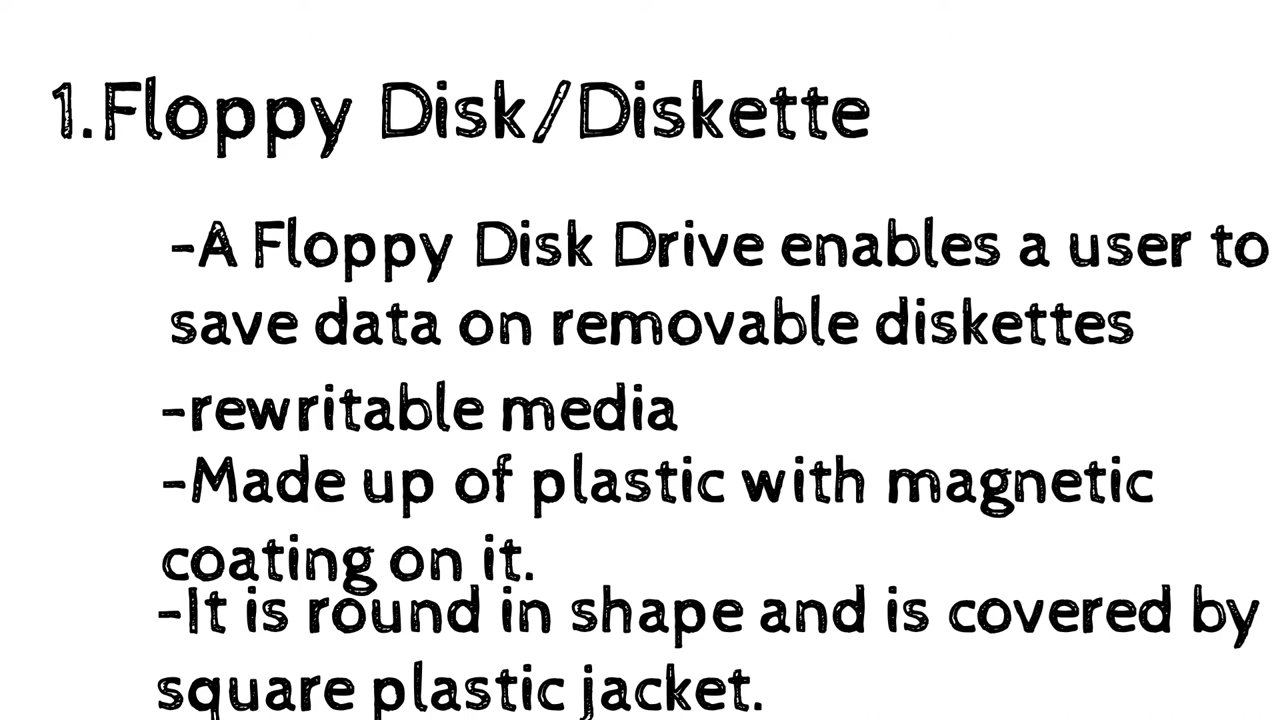 1.Floppy Disk/Diskette
-A Floppy Disk Drive enables a user to
save data on removable diskettes
-rewritable media
-Made up of plastic with magnetic
coating on it.
-It is round in shape and is covered by
square plastic jacket.